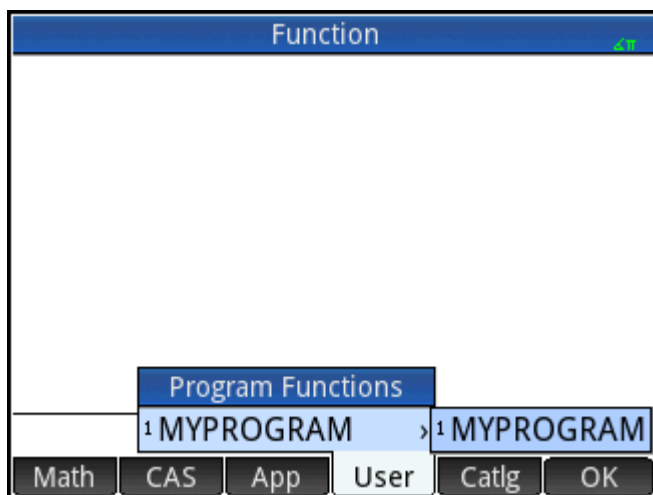 Function
∡π
Program Functions
1 MYPROGRAM › 1 MYPROGRAM
Math CAS App User Catlg OK